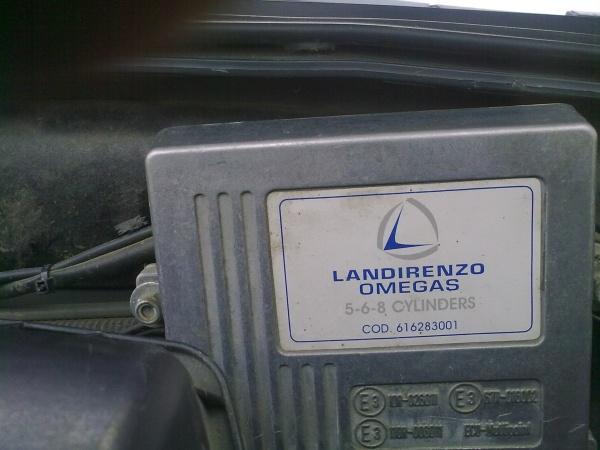 LANDIRENZO
OMEGAS
5-6-8 CYLINDERS
COD. 616283001
E3
E3
E3